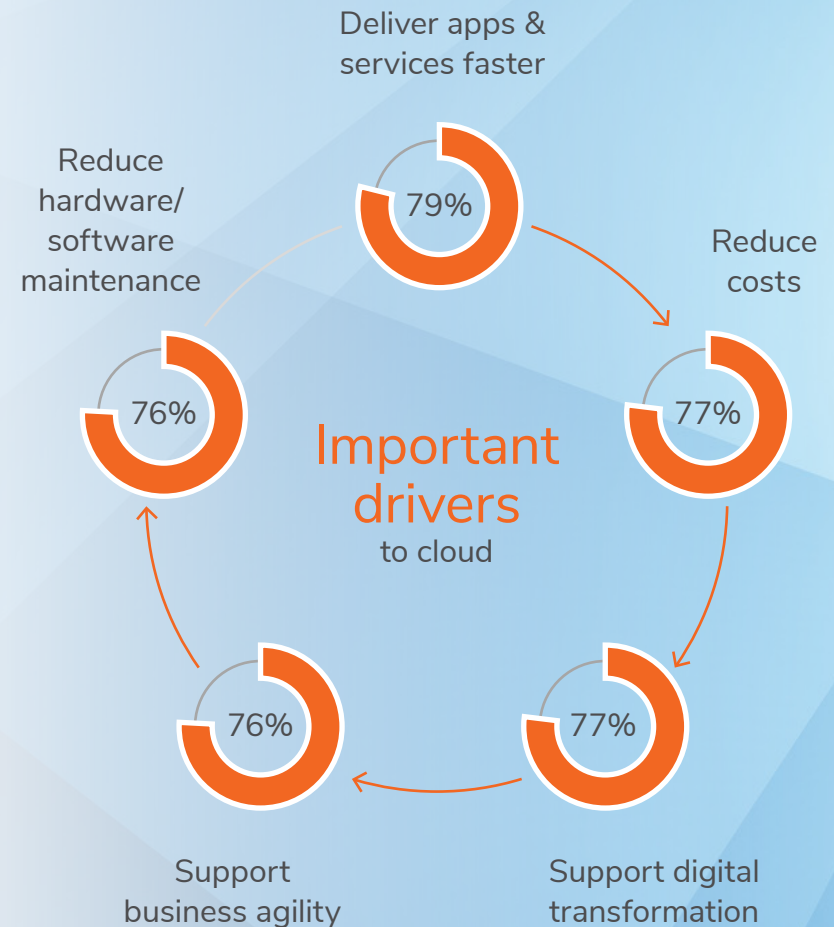 Deliver apps &
services faster
79%
Reduce
costs
77%
Support digital
transformation
77%
Support
business agility
76%
Reduce
hardware/
software
maintenance
76%
Important
drivers
to cloud